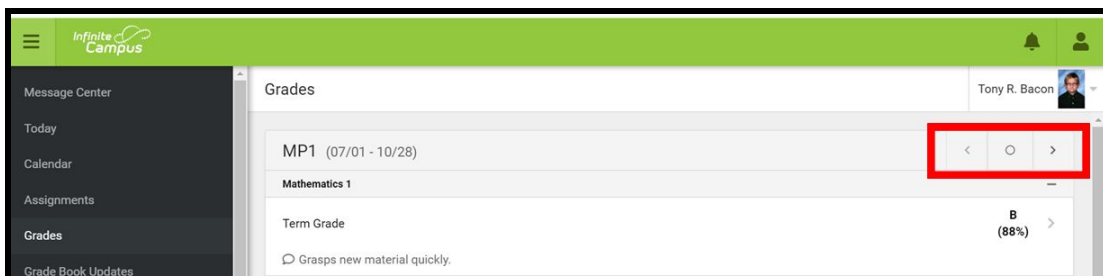 Infinite
Campus
Message Center
Today
Calendar
Assignments
Grades
Grade Book Updates
Grades
Tony R. Bacon
MP1 (07/01 - 10/28)
Mathematics 1
Term Grade
B
(88%)
Grasps new material quickly.